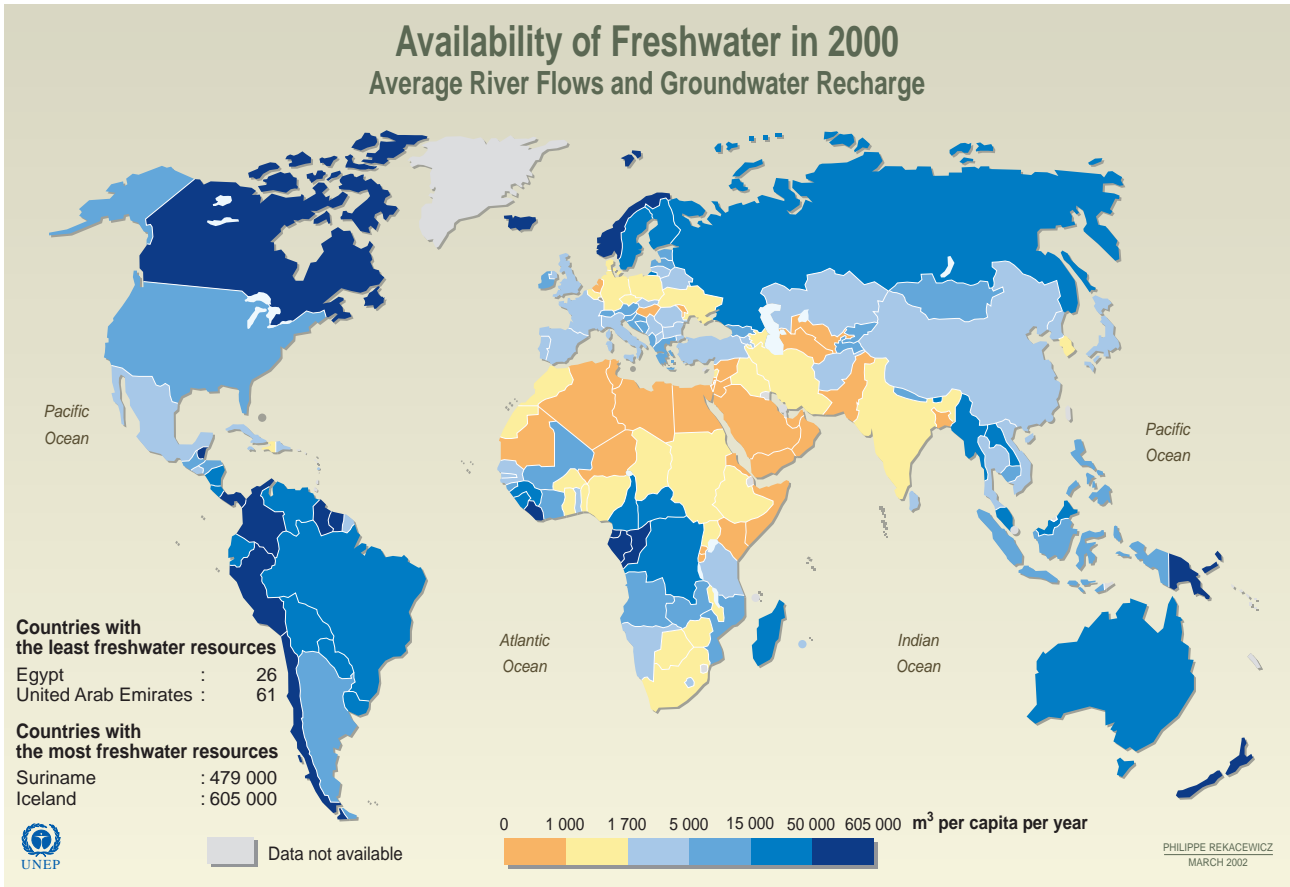 Availability of Freshwater in 2000
Average River Flows and Groundwater Recharge
Pacific
Ocean
Pacific
Ocean
Atlantic
Ocean
Indian
Ocean
Countries with
the least freshwater resources
Egypt : 26
United Arab Emirates : 61
Countries with
the most freshwater resources
Suriname : 479 000
Iceland : 605 000
UNEP
Data not available
0 1 000 1 700 5 000 15 000 50 000 605 000 m³ per capita per year
PHILIPPE REKACEWICZ
MARCH 2002